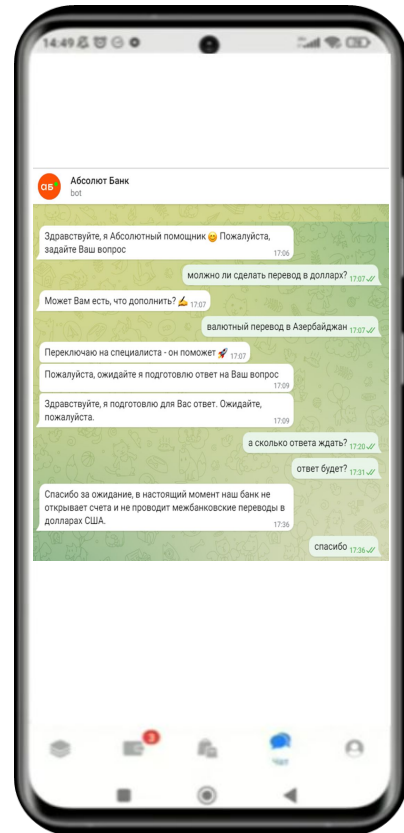 14:49
Абсолют Банк
аб
bot
Здравствуйте, я Абсолютный помощник 😀 Пожалуйста,
задайте Ваш вопрос
17:06
молжно ли сделать перевод в долларх? 17:07
Может Вам есть, что дополнить? ✍️ 17:07
валютный перевод в Азербайджан 17:07
Переключаю на специалиста - он поможет 🚀 17:07
Пожалуйста, ожидайте я подготовлю ответ на Ваш вопрос
17:09
Здравствуйте, я подготовлю для Вас ответ. Ожидайте,
пожалуйста.
17:09
а сколько ответа ждать? 17:20
ответ будет? 17:31
Спасибо за ожидание, в настоящий момент наш банк не
открывает счета и не проводит межбанковские переводы в
долларах США.
17:36
спасибо 17:36
3
Чат